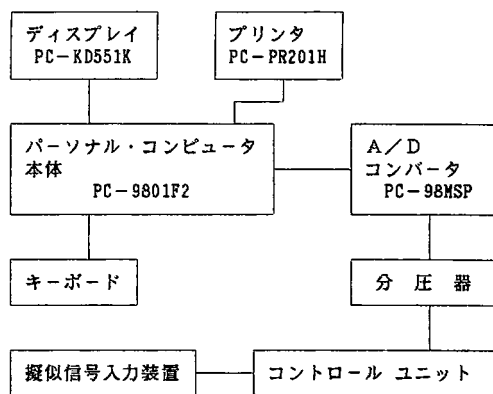 ディスプレイ
PC-KD551K
プリンタ
PC-PR201H
パーソナル・コンピュータ
本体
PC-9801F2
A/D
コンバータ
PC-98MSP
キーボード
分 圧 器
擬似信号入力装置
コントロール ユニット